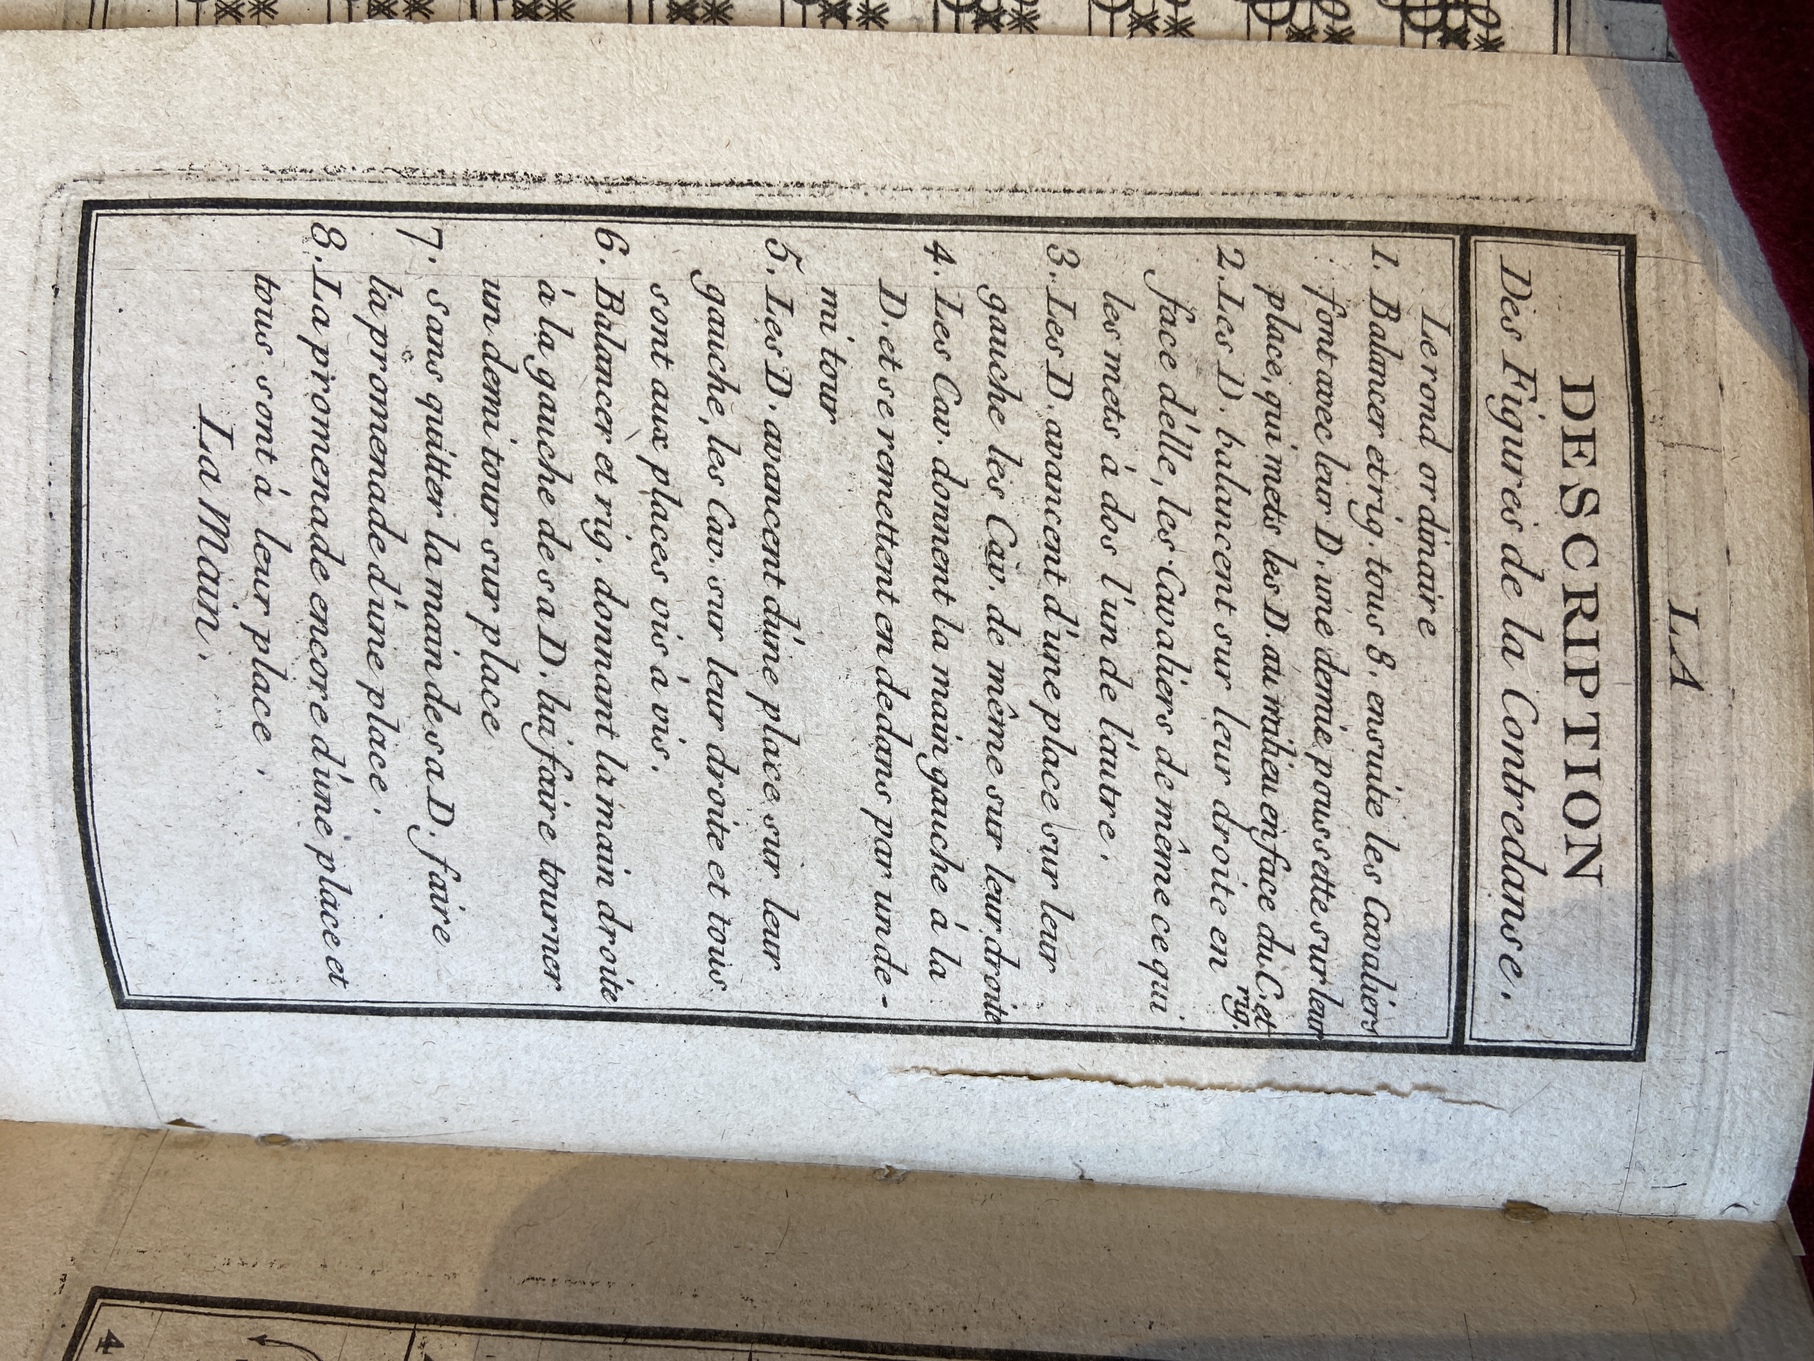 LA
DESCRIPTION
Des Figures de la Contredanse.
Le rond ordinaire
1. Balancer et rig. tous 8. ensuite les Cavaliers
font avec leur D. une demie poussette sur leur
place, qui mets les D. au milieu en face du C. et
2. Les D. balancent sur leur droite en rig.
face d'elle, les Cavaliers de même ce qui
les mets à dos l'un de l'autre.
3. Les D. avancent d'une place sur leur
gauche les Cav. de même sur leur droite
4. Les Cav. donnent la main gauche à la
D. et se remettent en dedans par un de-
mi tour
5. Les D. avancent d'une place sur leur
gauche, les Cav. sur leur droite et tous
sont aux places vis à vis.
6. Balancer et rig. donnant la main droite
à la gauche de sa D. lui faire tourner
un demi tour sur place
7. sans quitter la main de sa D. faire
la promenade d'une place.
8. La promenade encore d'une place et
tous sont à leur place.
La Main.
4